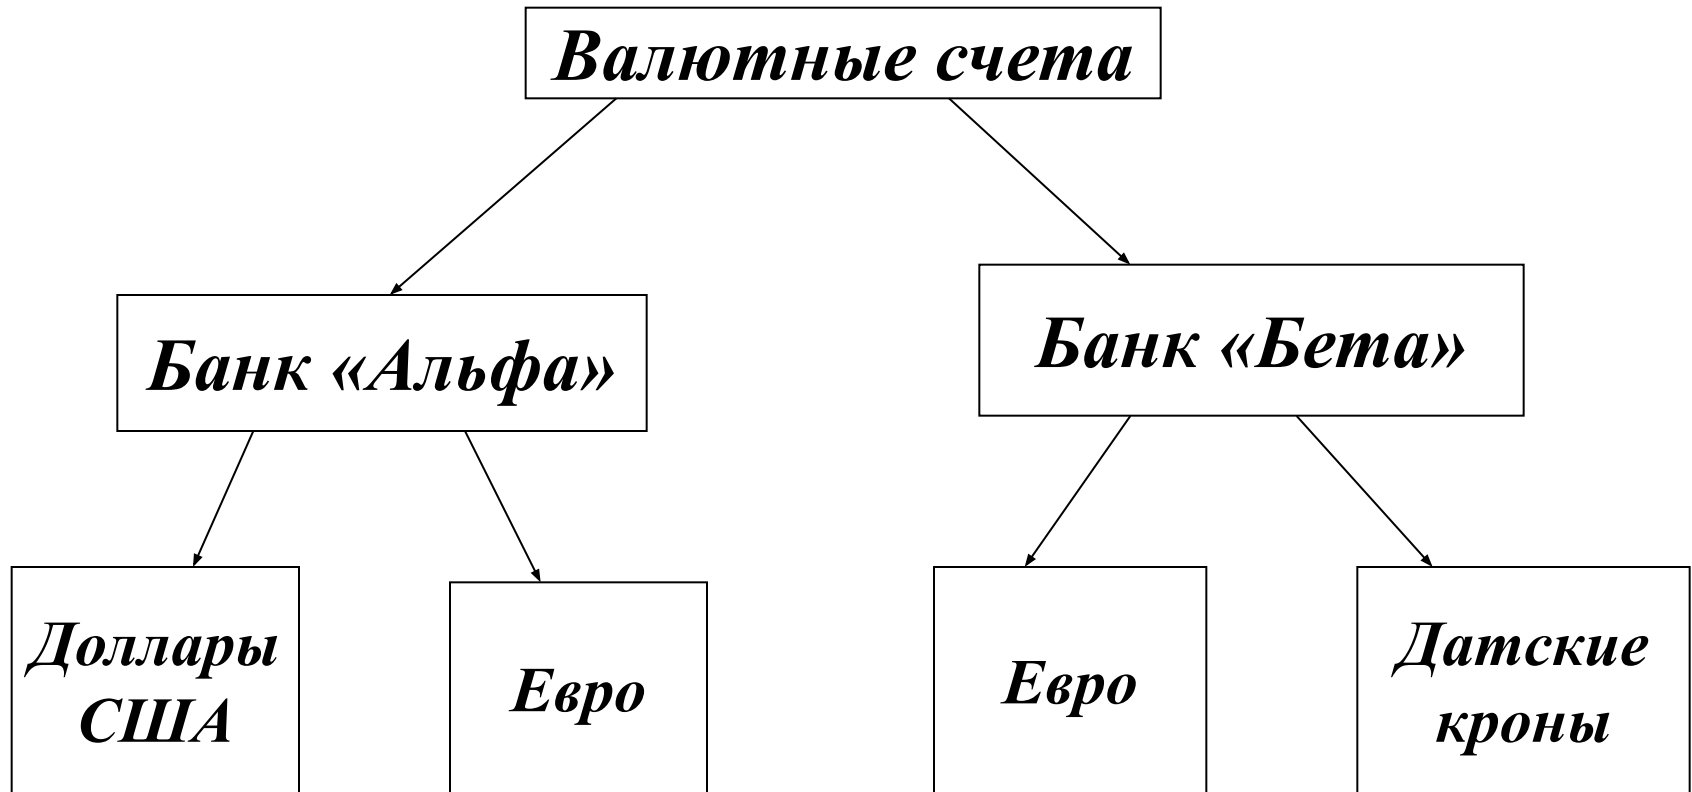 Валютные счета
Банк «Альфа»
Банк «Бета»
Доллары
США
Евро
Евро
Датские
кроны